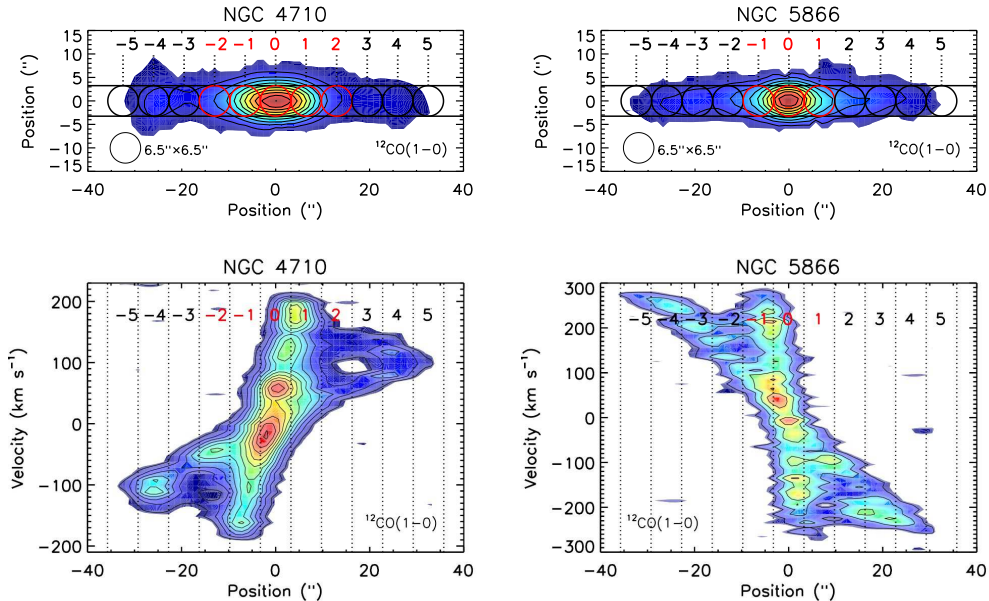 NGC 4710
15
10
5
0
−5
−10
−15
Position (")
−5 −4 −3 −2 −1 0 1 2 3 4 5
6.5"×6.5"
¹²CO(1−0)
−40 −20 0 20 40
Position (")
NGC 5866
15
10
5
0
−5
−10
−15
Position (")
−5 −4 −3 −2 −1 0 1 2 3 4 5
6.5"×6.5"
¹²CO(1−0)
−40 −20 0 20 40
Position (")
NGC 4710
200
100
0
−100
−200
Velocity (km s⁻¹)
−5 −4 −3 −2 −1 0 1 2 3 4 5
¹²CO(1−0)
−40 −20 0 20 40
Position (")
NGC 5866
300
200
100
0
−100
−200
−300
Velocity (km s⁻¹)
−5 −4 −3 −2 −1 0 1 2 3 4 5
¹²CO(1−0)
−40 −20 0 20 40
Position (")